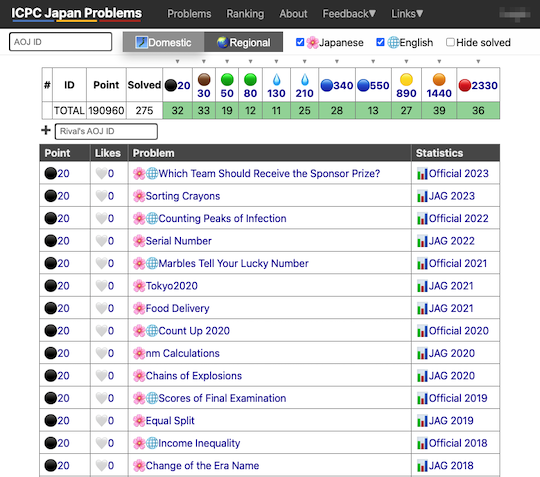 ICPC Japan Problems Problems Ranking About Feedback▼ Links▼
AOJ ID Domestic Regional Japanese English Hide solved
# ID Point Solved 20 30 50 80 130 210 340 550 890 1440 2330
TOTAL 190960 275 32 33 19 12 11 25 28 13 27 39 36
+ Rival's AOJ ID
Point Likes Problem Statistics
20 0 Which Team Should Receive the Sponsor Prize? Official 2023
20 0 Sorting Crayons JAG 2023
20 0 Counting Peaks of Infection Official 2022
20 0 Serial Number JAG 2022
20 0 Marbles Tell Your Lucky Number Official 2021
20 0 Tokyo2020 JAG 2021
20 0 Food Delivery JAG 2021
20 0 Count Up 2020 Official 2020
20 0 nm Calculations JAG 2020
20 0 Chains of Explosions JAG 2020
20 0 Scores of Final Examination Official 2019
20 0 Equal Split JAG 2019
20 0 Income Inequality Official 2018
20 0 Change of the Era Name JAG 2018